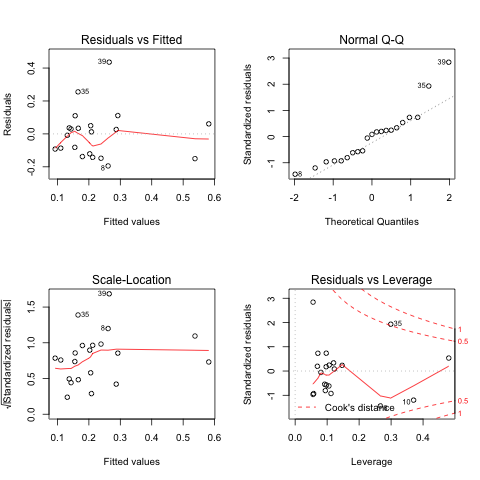 Residuals vs Fitted
Residuals
-0.2 0.0 0.2 0.4
39
35
8
0.1 0.2 0.3 0.4 0.5 0.6
Fitted values
Normal Q-Q
Standardized residuals
-1 0 1 2 3
39
35
8
-2 -1 0 1 2
Theoretical Quantiles
Scale-Location
√|Standardized residuals|
0.0 0.5 1.0 1.5
39
35
8
0.1 0.2 0.3 0.4 0.5 0.6
Fitted values
Residuals vs Leverage
Standardized residuals
-1 0 1 2 3
35
10
8
Cook's distance
1
0.5
0.5
1
0.0 0.1 0.2 0.3 0.4
Leverage